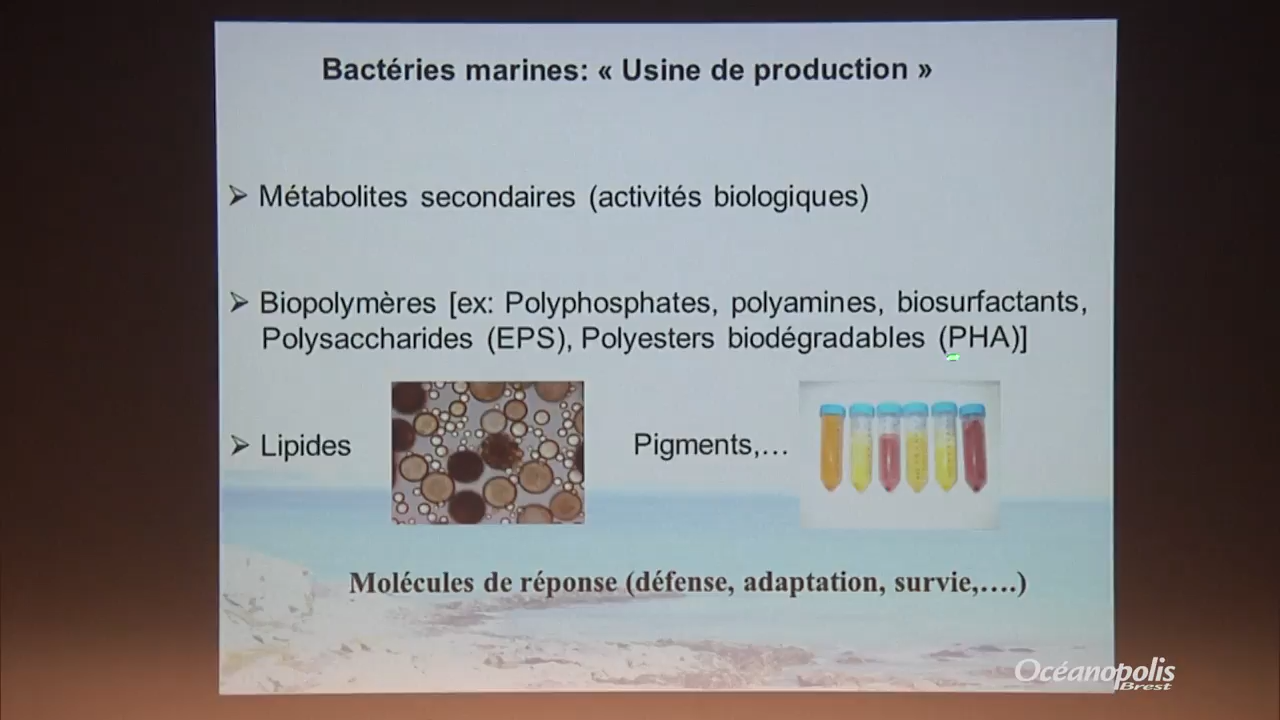 Bactéries marines: « Usine de production »
➢ Métabolites secondaires (activités biologiques)
➢ Biopolymères [ex: Polyphosphates, polyamines, biosurfactants,
Polysaccharides (EPS), Polyesters biodégradables (PHA)]
➢ Lipides
Pigments,…
Molécules de réponse (défense, adaptation, survie,….)
Océanopolis
Brest